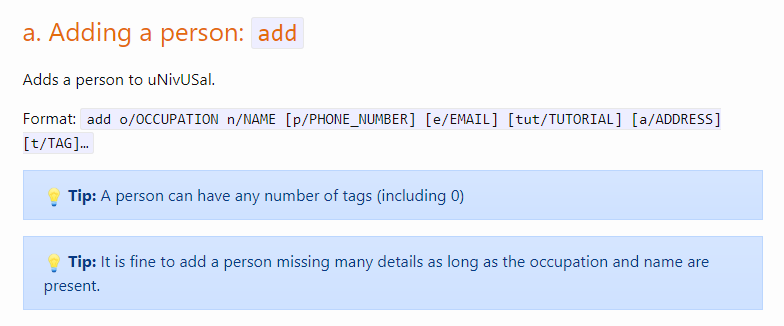 a. Adding a person: add
Adds a person to uNivUSal.
Format: add o/OCCUPATION n/NAME [p/PHONE_NUMBER] [e/EMAIL] [tut/TUTORIAL] [a/ADDRESS]
[t/TAG]…
💡 Tip: A person can have any number of tags (including 0)
💡 Tip: It is fine to add a person missing many details as long as the occupation and name are
present.